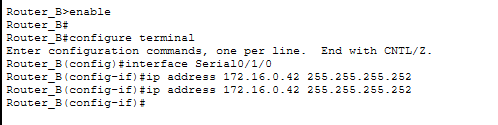 Router_B>enable
Router_B#
Router_B#configure terminal
Enter configuration commands, one per line.  End with CNTL/Z.
Router_B(config)#interface Serial0/1/0
Router_B(config-if)#ip address 172.16.0.42 255.255.255.252
Router_B(config-if)#ip address 172.16.0.42 255.255.255.252
Router_B(config-if)#